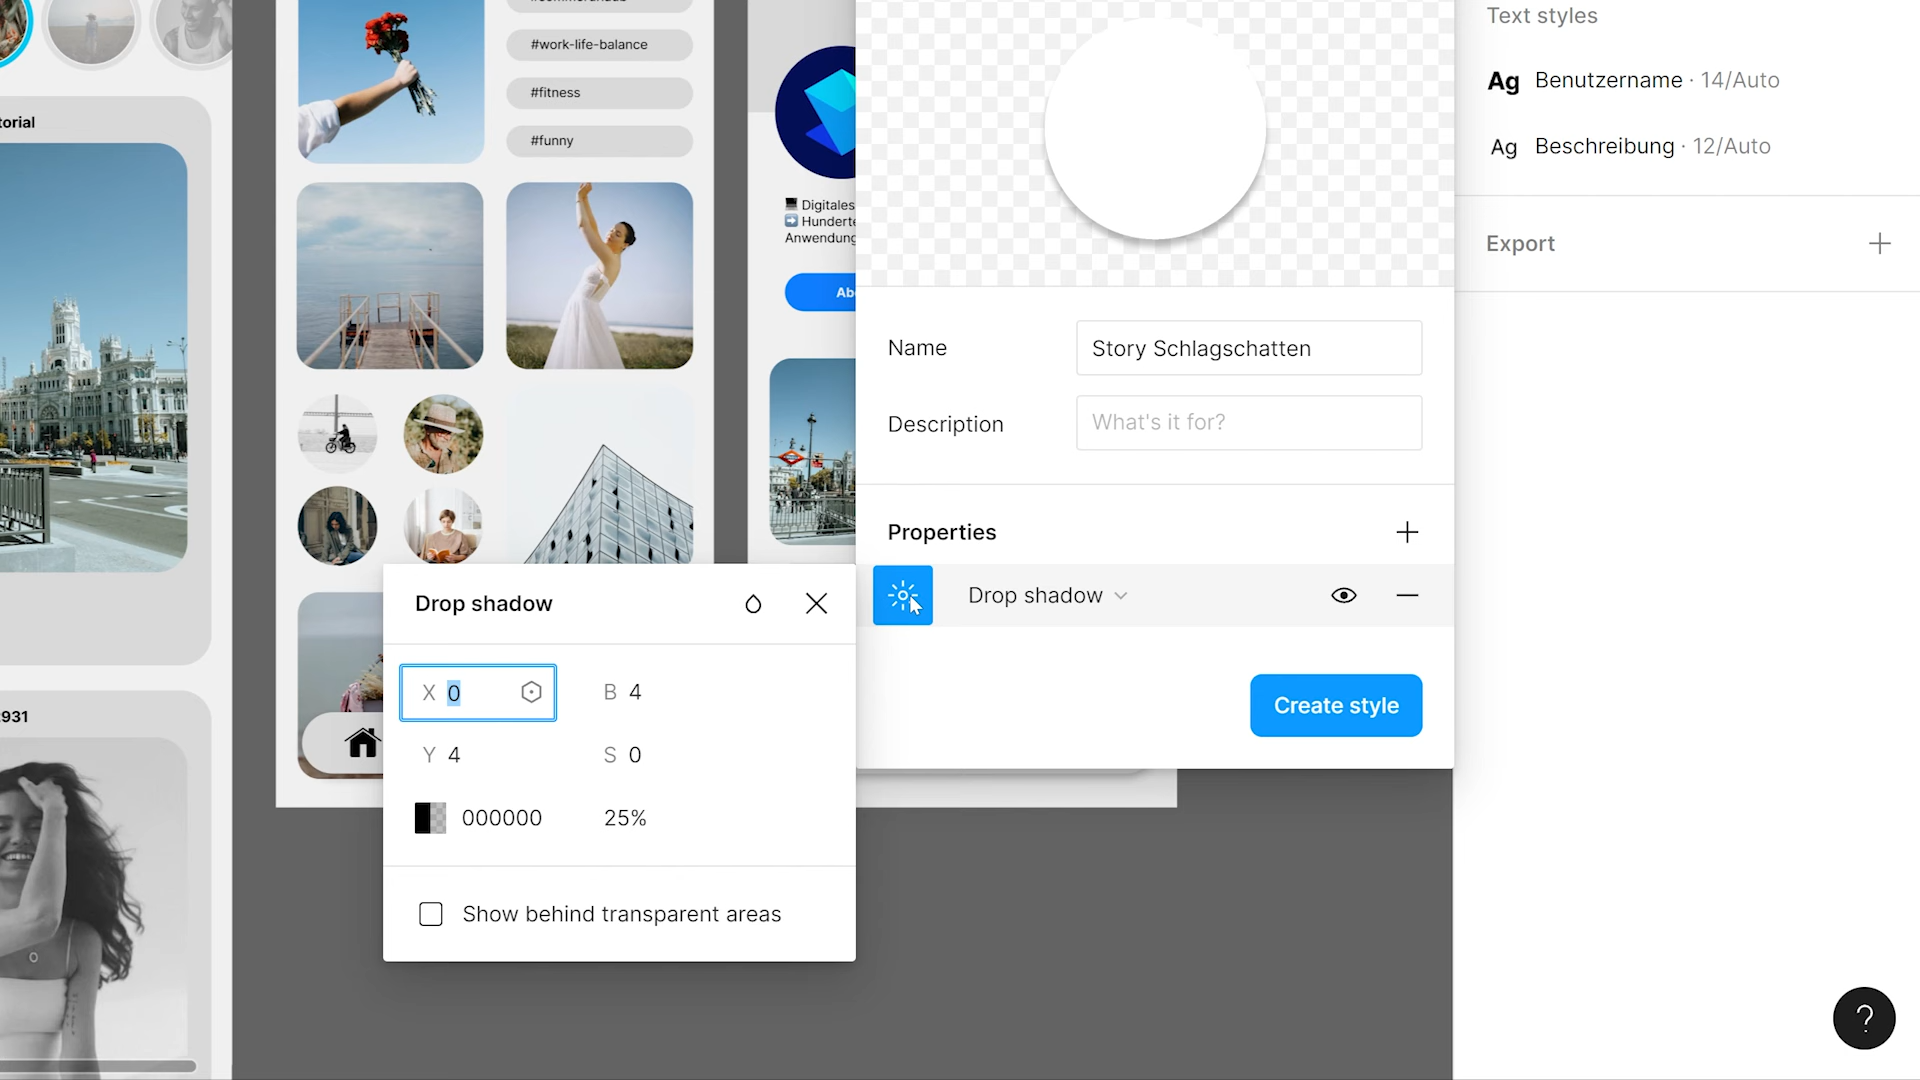 torial
931
#work-life-balance
#fitness
#funny
Digitales
Hunderte
Anwendung
Name
Story Schlagschatten
Description
What's it for?
Properties
Drop shadow
Create style
Drop shadow
X 0
B 4
Y 4
S 0
000000
25%
Show behind transparent areas
Text styles
Ag Benutzername · 14/Auto
Ag Beschreibung · 12/Auto
Export
?